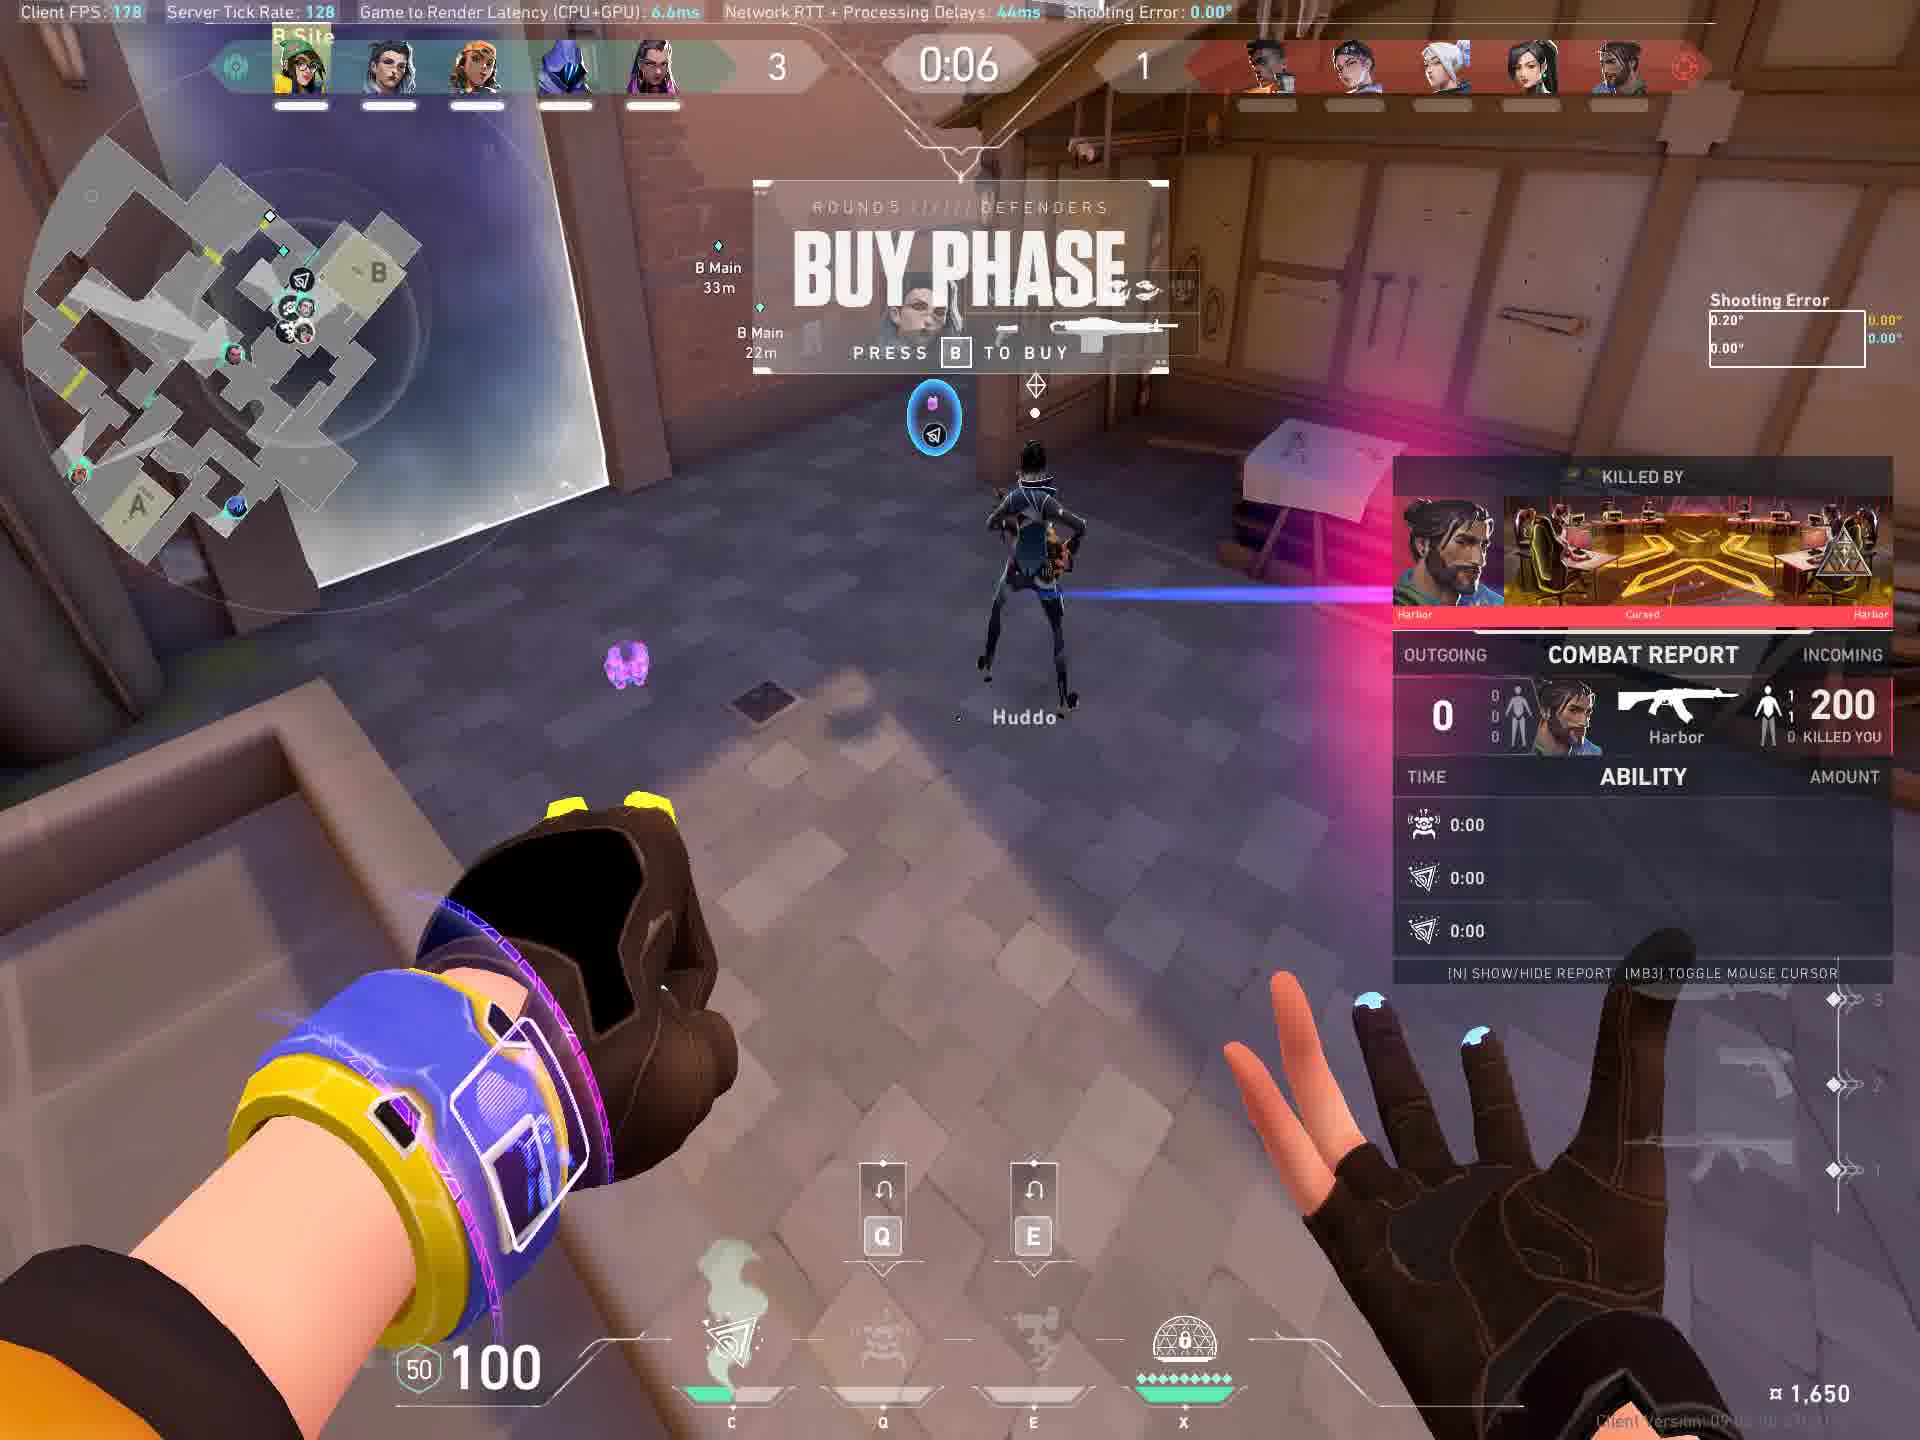 Client FPS: 178 Server Tick Rate: 128 Game to Render Latency (CPU+GPU): 6.6ms Network RTT + Processing Delays: 44ms Shooting Error: 0.00°
B Site
3 0:06 1
ROUND 5 ////// DEFENDERS
BUY PHASE
PRESS B TO BUY
B Main
33m
B Main
22m
B
A
Shooting Error
0.20° 0.00°
0.00° 0.00°
KILLED BY
Harbor Cursed Harbor
OUTGOING COMBAT REPORT INCOMING
0 0 0 0 Harbor 1 1 0 200 KILLED YOU
TIME ABILITY AMOUNT
0:00
0:00
0:00
[N] SHOW/HIDE REPORT [MB3] TOGGLE MOUSE CURSOR
Huddo
3
2
1
Q E
50 100
C Q E X
¤ 1,650
Client Version: 09